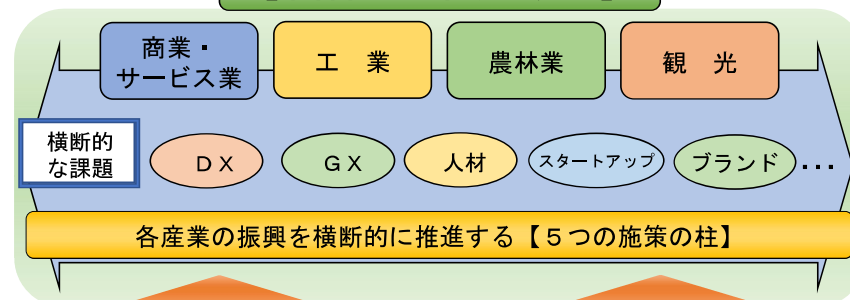 商業・
サービス業
工　業
農林業
観　光
横断的
な課題
ＤＸ
ＧＸ
人材
スタートアップ
ブランド
・・・
各産業の振興を横断的に推進する【５つの施策の柱】